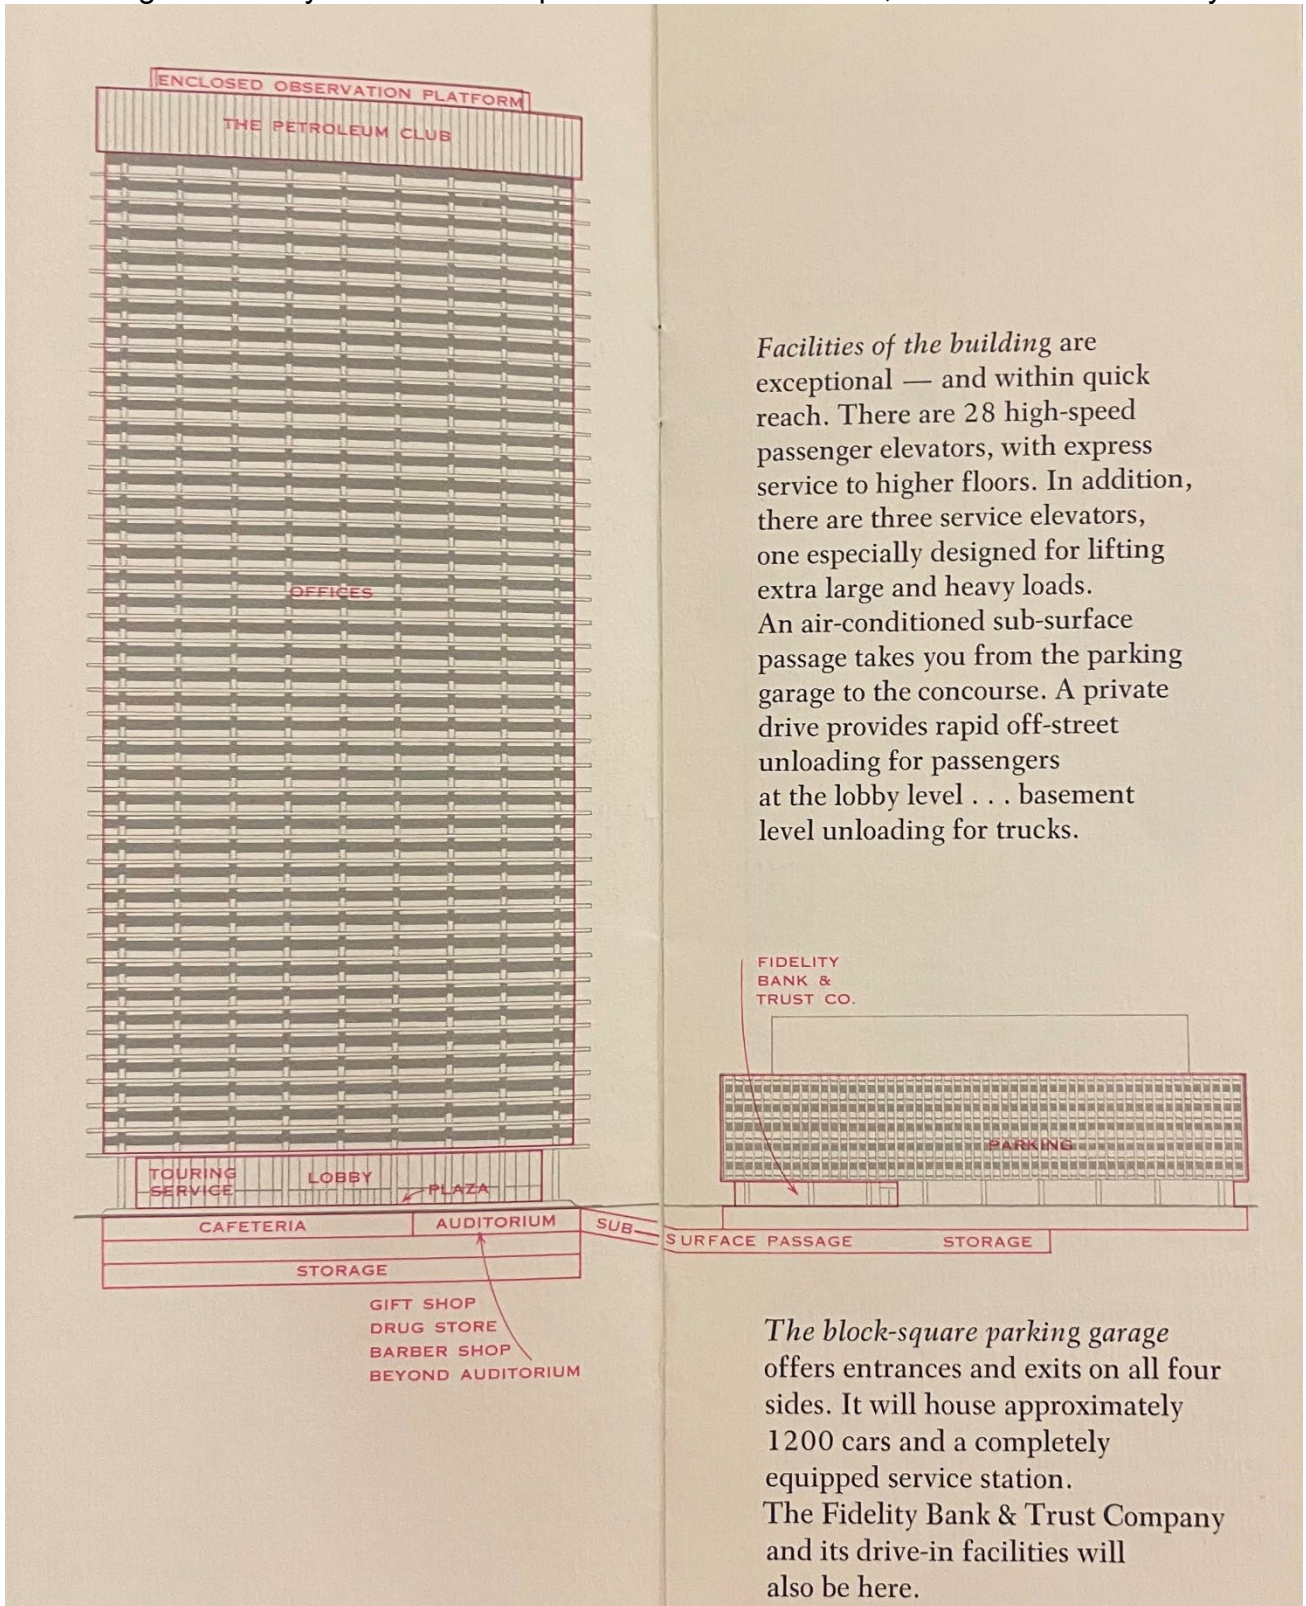 ENCLOSED OBSERVATION PLATFORM
THE PETROLEUM CLUB
OFFICES
TOURING
SERVICE
LOBBY
PLAZA
CAFETERIA
AUDITORIUM
SUB-
SURFACE PASSAGE
STORAGE
STORAGE
GIFT SHOP
DRUG STORE
BARBER SHOP
BEYOND AUDITORIUM
Facilities of the building are
exceptional — and within quick
reach. There are 28 high-speed
passenger elevators, with express
service to higher floors. In addition,
there are three service elevators,
one especially designed for lifting
extra large and heavy loads.
An air-conditioned sub-surface
passage takes you from the parking
garage to the concourse. A private
drive provides rapid off-street
unloading for passengers
at the lobby level . . . basement
level unloading for trucks.
FIDELITY
BANK &
TRUST CO.
PARKING
The block-square parking garage
offers entrances and exits on all four
sides. It will house approximately
1200 cars and a completely
equipped service station.
The Fidelity Bank & Trust Company
and its drive-in facilities will
also be here.